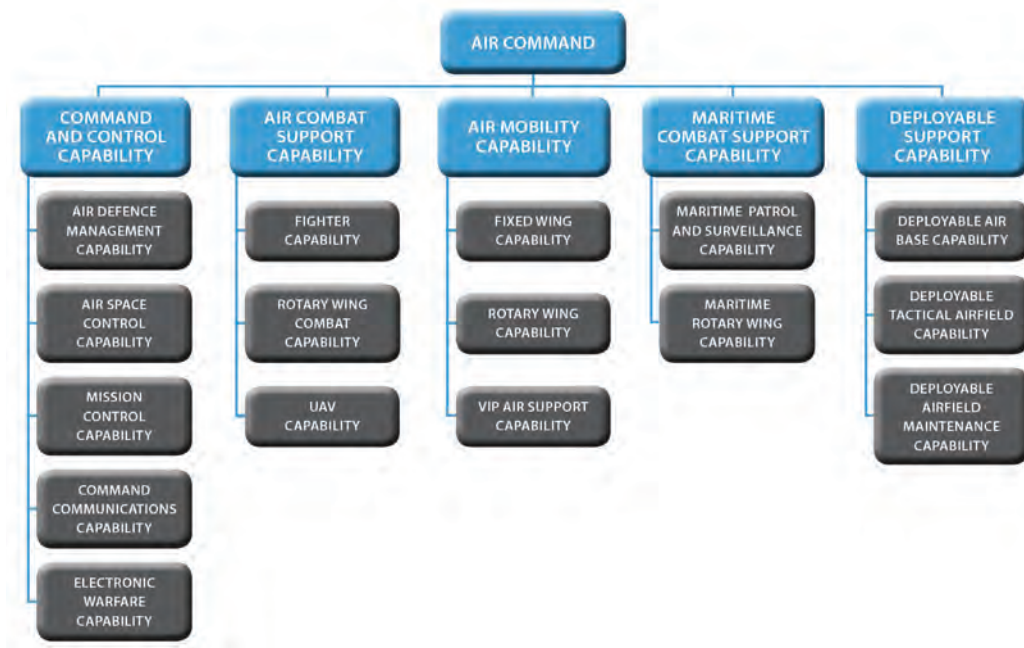 AIR COMMAND
COMMAND
AND CONTROL
CAPABILITY
AIR DEFENCE
MANAGEMENT
CAPABILITY
AIR SPACE
CONTROL
CAPABILITY
MISSION
CONTROL
CAPABILITY
COMMAND
COMMUNICATIONS
CAPABILITY
ELECTRONIC
WARFARE
CAPABILITY
AIR COMBAT
SUPPORT
CAPABILITY
FIGHTER
CAPABILITY
ROTARY WING
COMBAT
CAPABILITY
UAV
CAPABILITY
AIR MOBILITY
CAPABILITY
FIXED WING
CAPABILITY
ROTARY WING
CAPABILITY
VIP AIR SUPPORT
CAPABILITY
MARITIME
COMBAT SUPPORT
CAPABILITY
MARITIME PATROL
AND SURVEILLANCE
CAPABILITY
MARITIME
ROTARY WING
CAPABILITY
DEPLOYABLE
SUPPORT
CAPABILITY
DEPLOYABLE AIR
BASE CAPABILITY
DEPLOYABLE
TACTICAL AIRFIELD
CAPABILITY
DEPLOYABLE
AIRFIELD
MAINTENANCE
CAPABILITY